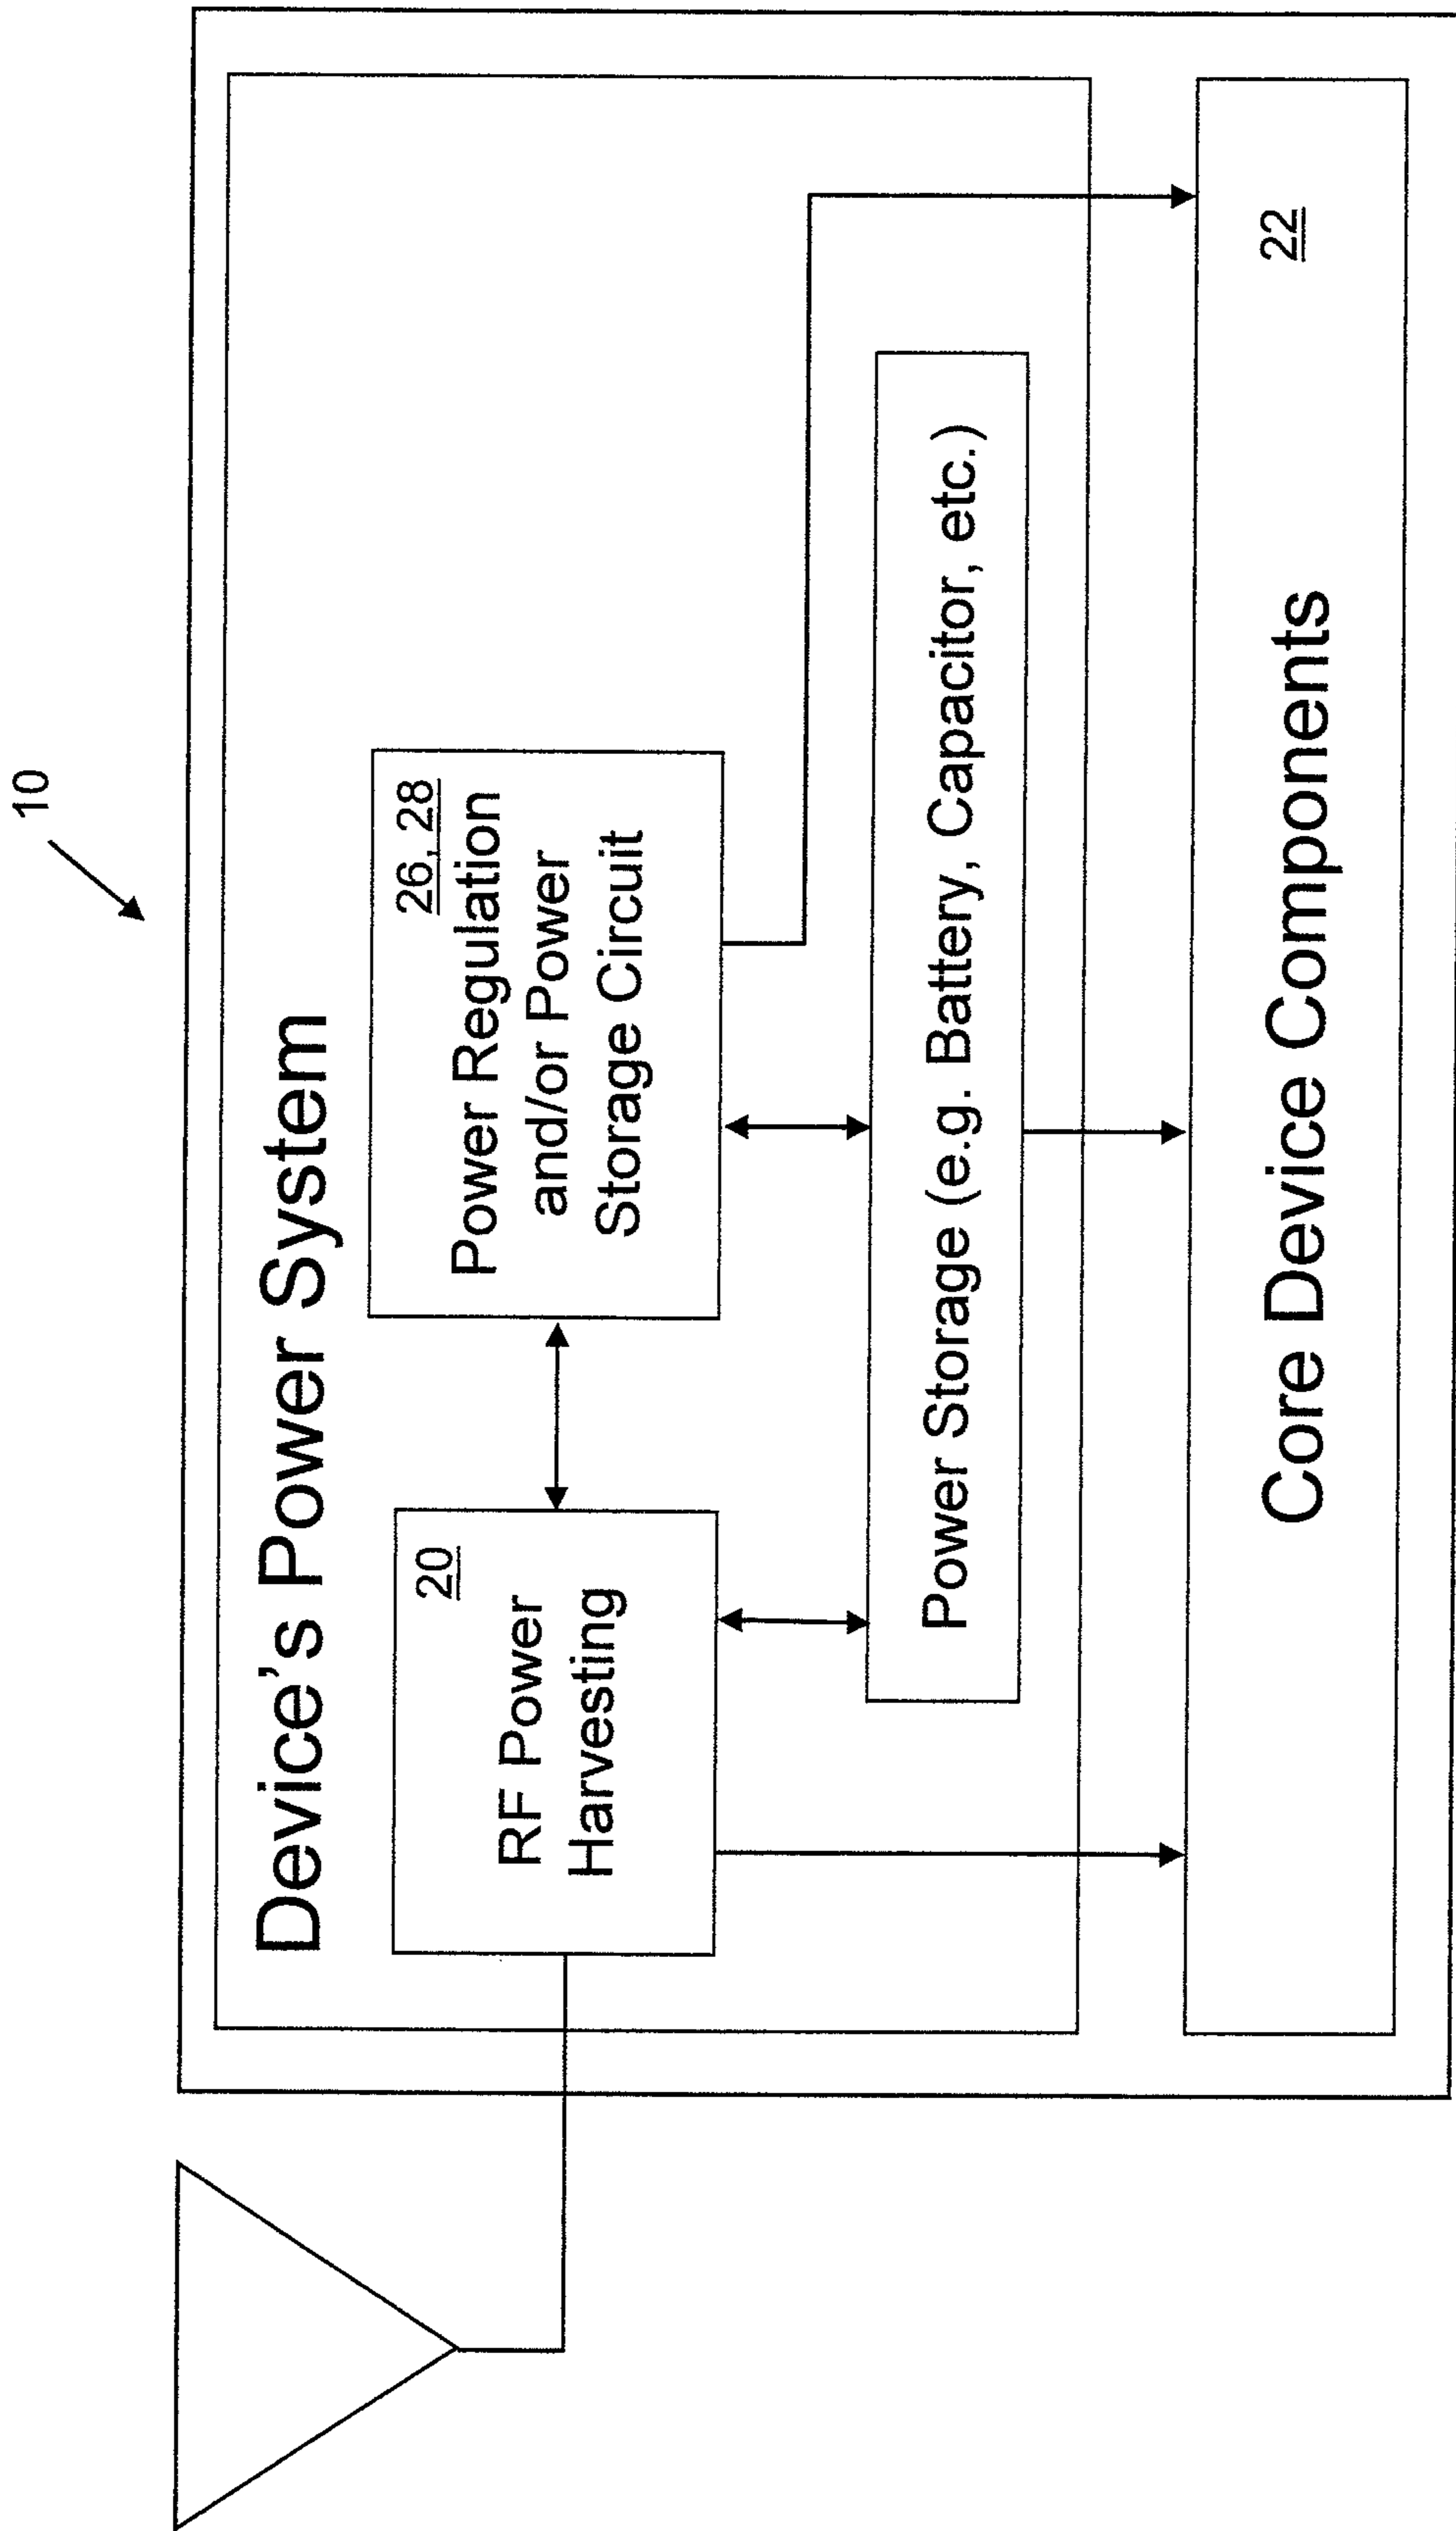 10
Device's Power System
20
RF Power
Harvesting
26, 28
Power Regulation
and/or Power
Storage Circuit
Power Storage (e.g. Battery, Capacitor, etc.)
22
Core Device Components